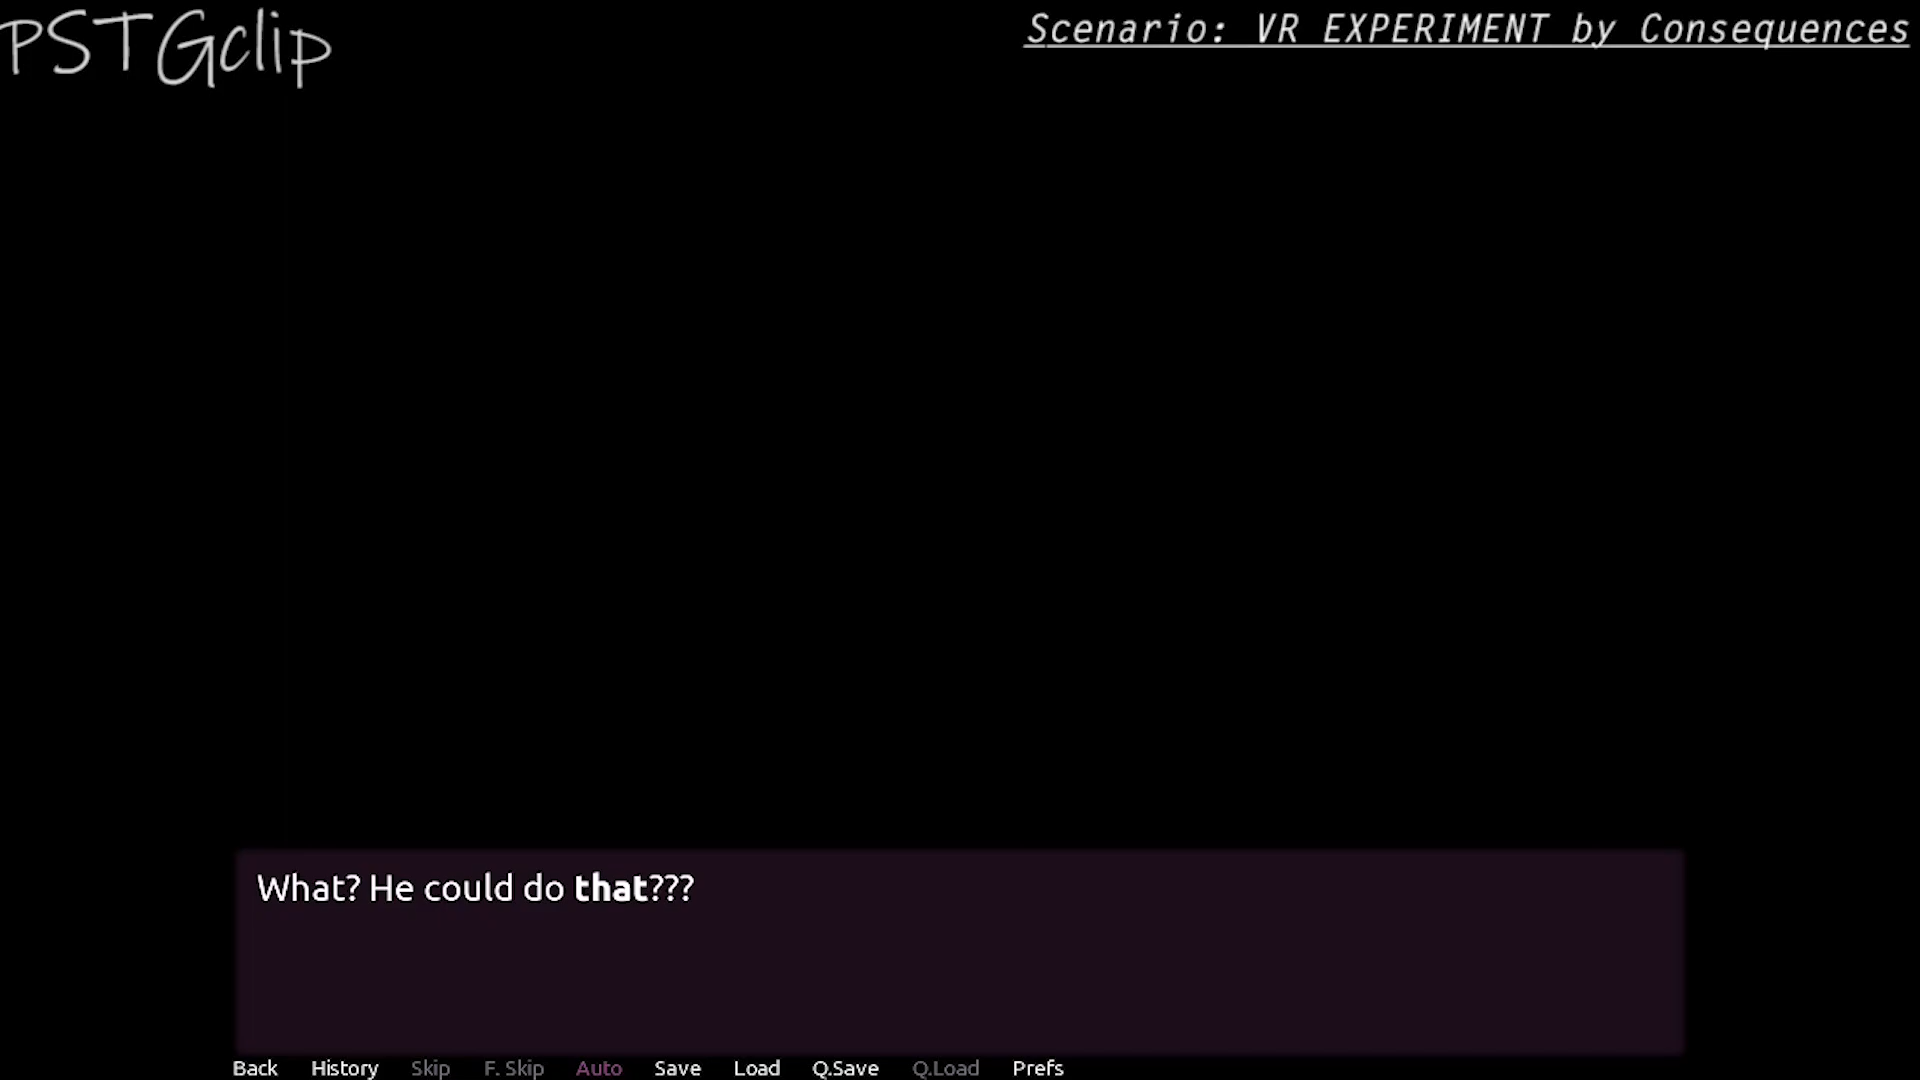 PSTGclip
Scenario: VR EXPERIMENT by Consequences
What? He could do that???
Back History Skip F. Skip Auto Save Load Q.Save Q.Load Prefs